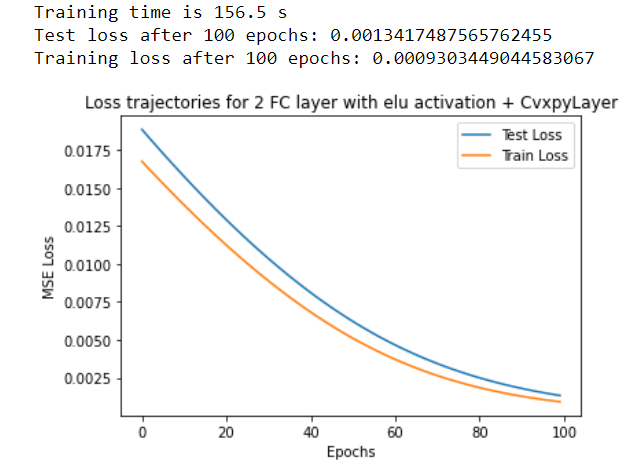 Training time is 156.5 s
Test loss after 100 epochs: 0.0013417487565762455
Training loss after 100 epochs: 0.0009303449044583067
Loss trajectories for 2 FC layer with elu activation + CvxpyLayer
Test Loss
Train Loss
0.0175
0.0150
0.0125
0.0100
0.0075
0.0050
0.0025
MSE Loss
0 20 40 60 80 100
Epochs